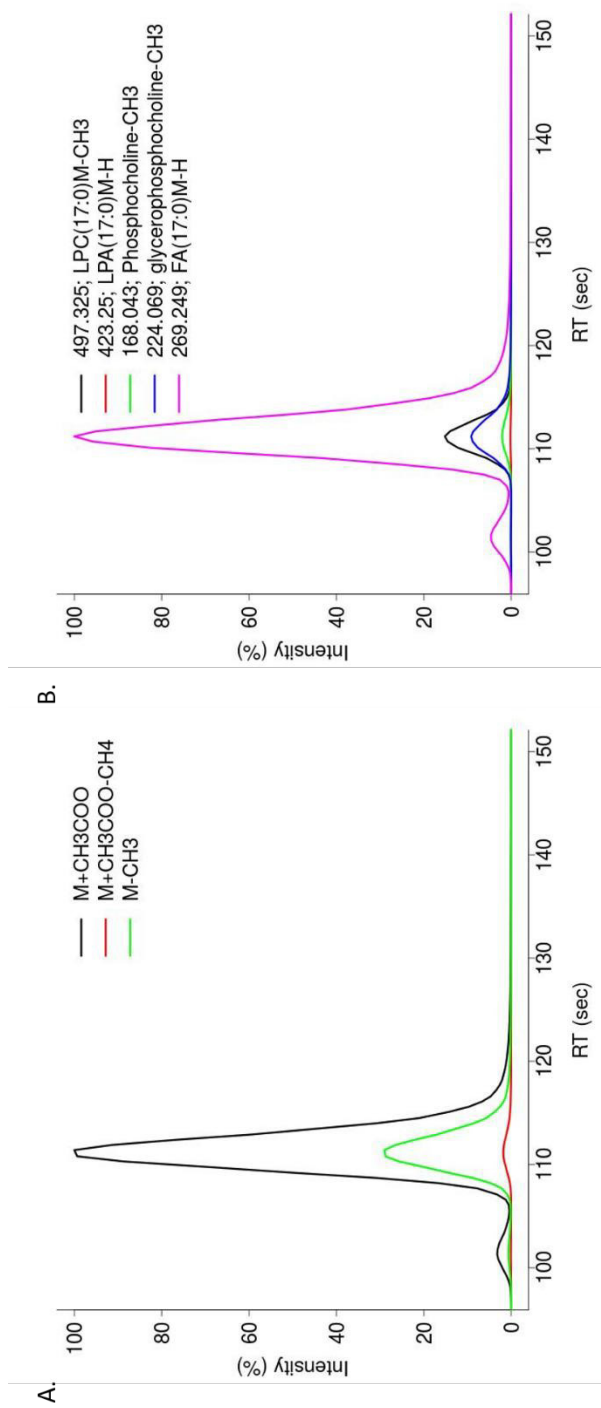 A.
M+CH3COO
M+CH3COO-CH4
M-CH3
Intensity (%)
0
20
40
60
80
100
100
110
120
130
140
150
RT (sec)
B.
497.325; LPC(17:0)M-CH3
423.25; LPA(17:0)M-H
168.043; Phosphocholine-CH3
224.069; glycerophosphocholine-CH3
269.249; FA(17:0)M-H
Intensity (%)
0
20
40
60
80
100
100
110
120
130
140
150
RT (sec)